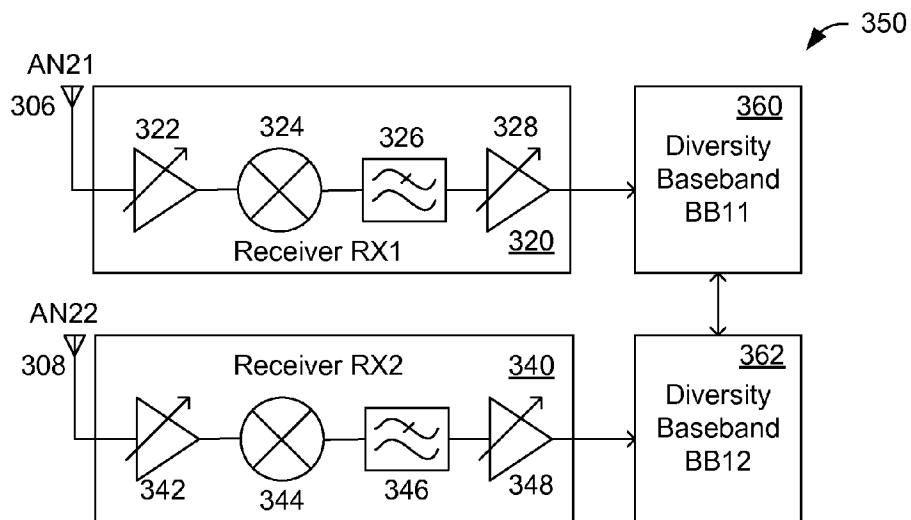 350
AN21
306
322
324
326
328
Receiver RX1
320
360
Diversity
Baseband
BB11
AN22
308
Receiver RX2
340
342
344
346
348
362
Diversity
Baseband
BB12